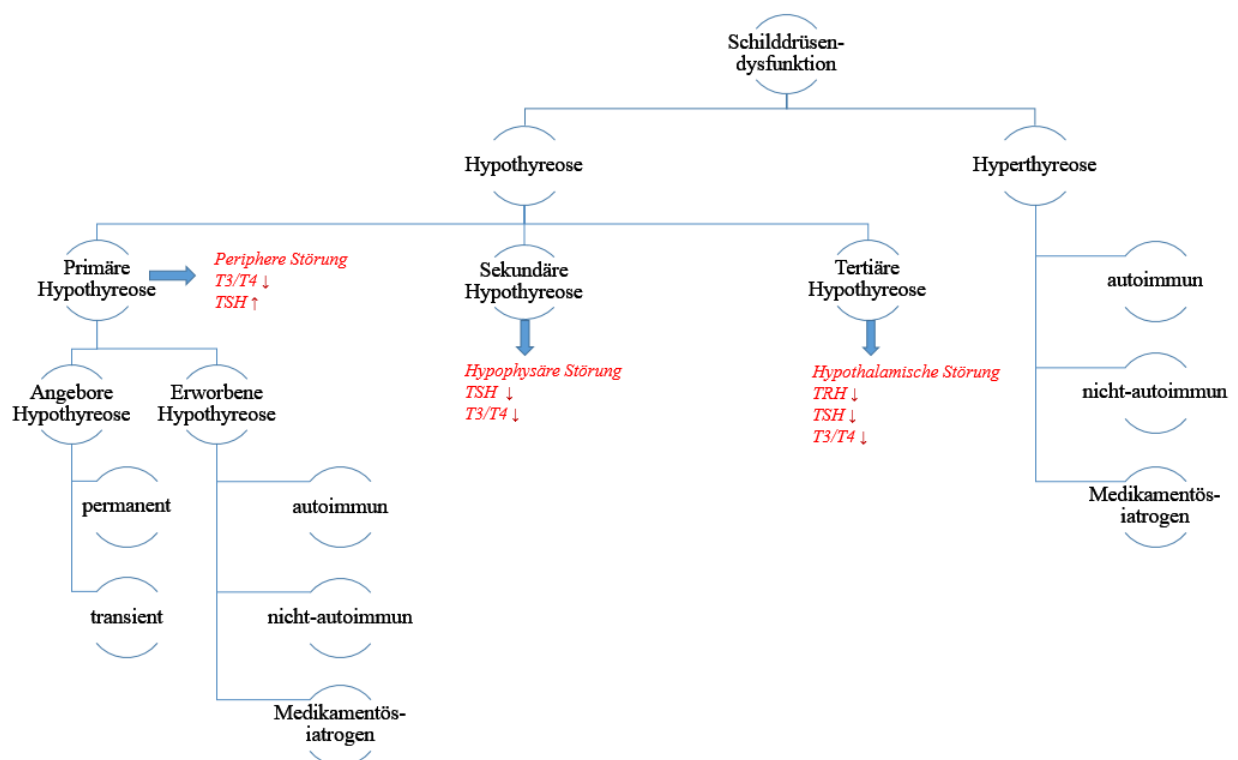 Schilddrüsen-
dysfunktion
Hypothyreose
Hyperthyreose
Primäre
Hypothyreose
Periphere Störung
T3/T4 ↓
TSH ↑
Sekundäre
Hypothyreose
Tertiäre
Hypothyreose
autoimmun
Angebore
Hypothyreose
Erworbene
Hypothyreose
Hypophysäre Störung
TSH ↓
T3/T4 ↓
Hypothalamische Störung
TRH ↓
TSH ↓
T3/T4 ↓
nicht-autoimmun
permanent
autoimmun
Medikamentös-
iatrogen
transient
nicht-autoimmun
Medikamentös-
iatrogen